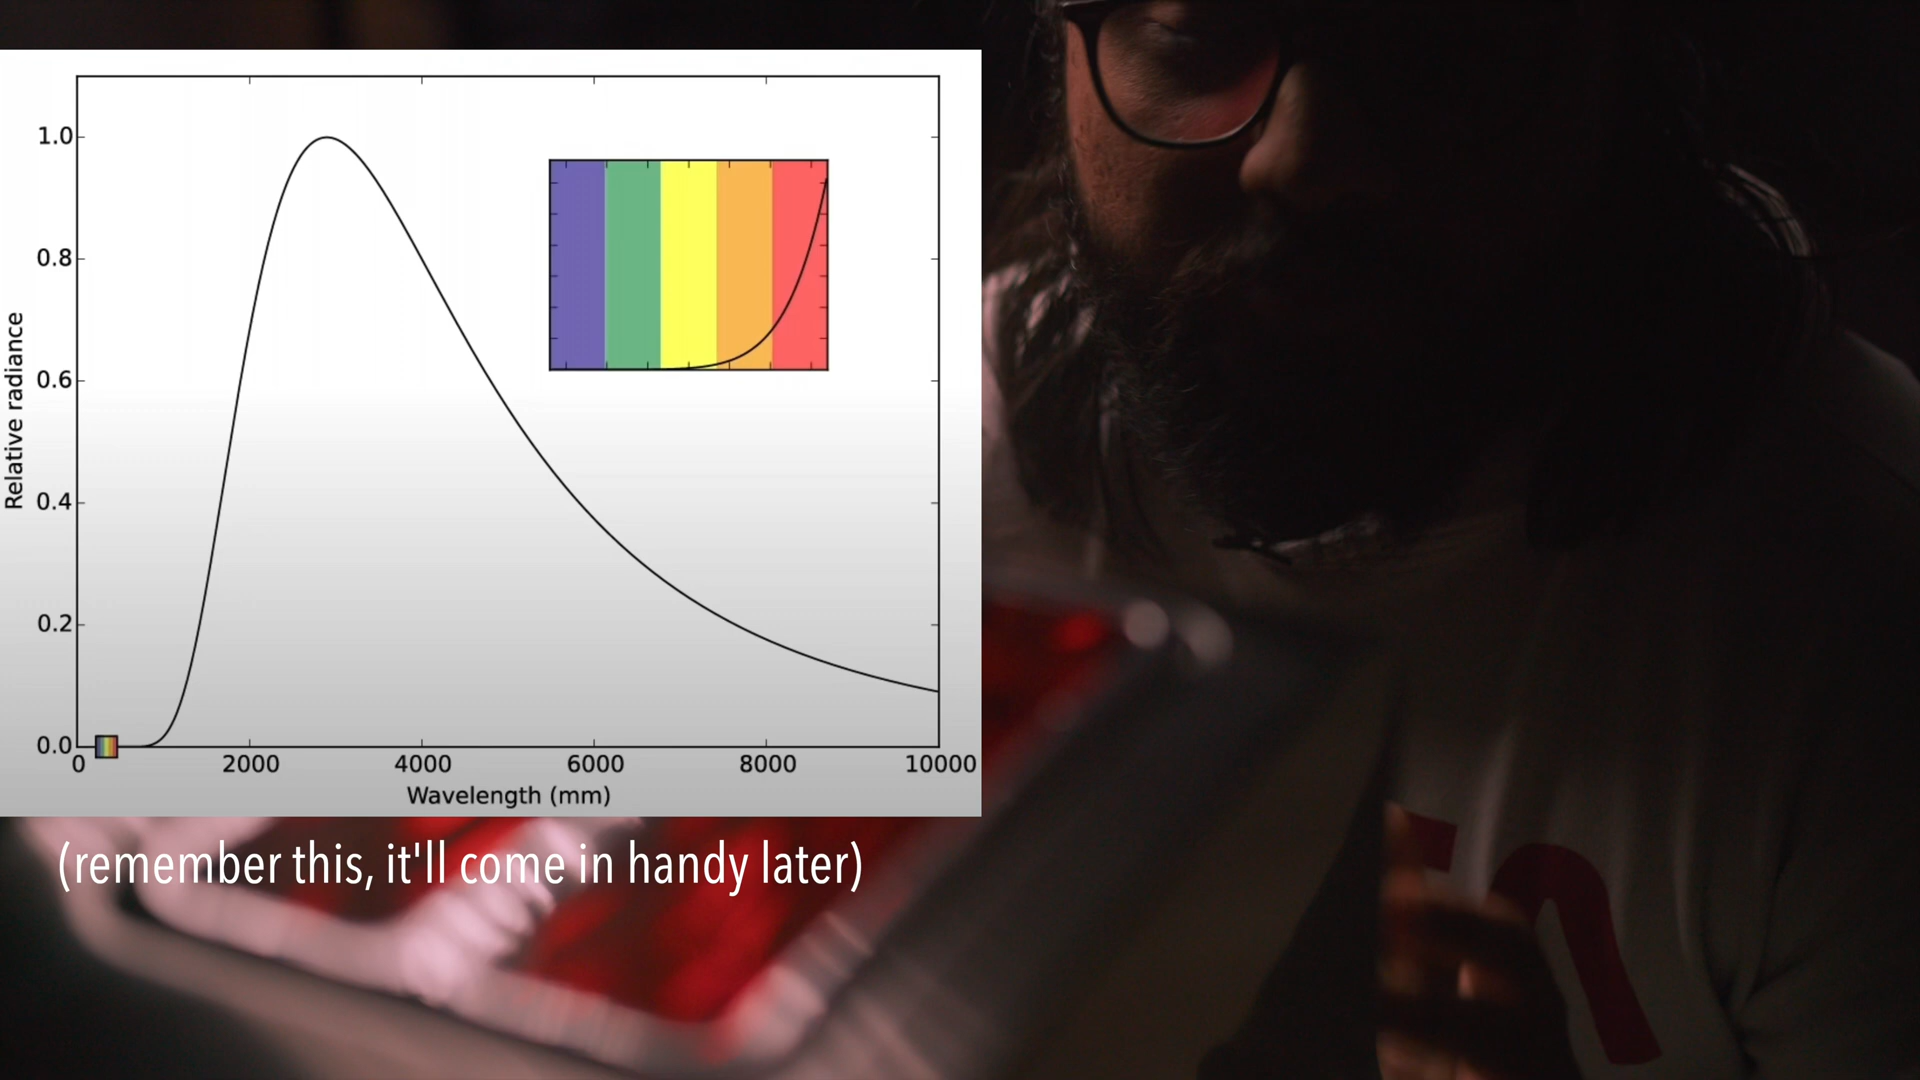 1.0
0.8
0.6
0.4
0.2
0.0
Relative radiance
0 2000 4000 6000 8000 10000
Wavelength (mm)
(remember this, it'll come in handy later)